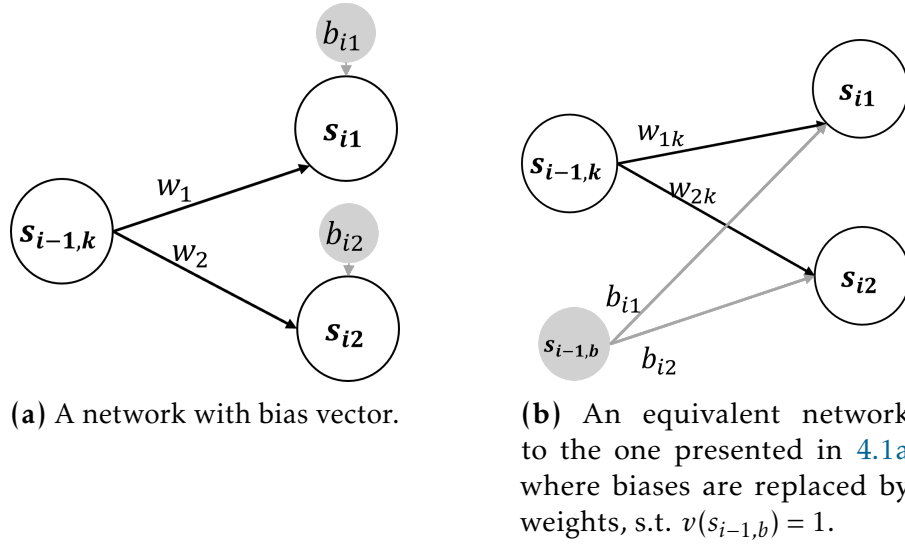 b_{i1}
s_{i1}
w_1
s_{i-1,k}
w_2
b_{i2}
s_{i2}
(a) A network with bias vector.
s_{i1}
w_{1k}
s_{i-1,k}
w_{2k}
s_{i2}
b_{i1}
s_{i-1,b}
b_{i2}
(b) An equivalent network
to the one presented in 4.1a
where biases are replaced by
weights, s.t. v(s_{i-1,b}) = 1.